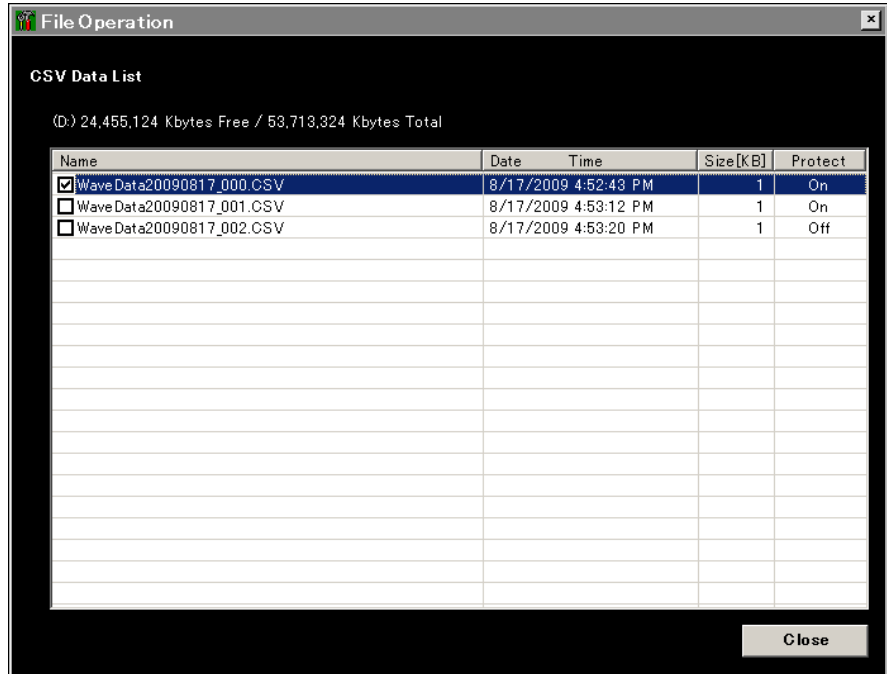 File Operation
CSV Data List
(D:) 24,455,124 Kbytes Free / 53,713,324 Kbytes Total
Name Date Time Size[KB] Protect
WaveData20090817_000.CSV 8/17/2009 4:52:43 PM 1 On
WaveData20090817_001.CSV 8/17/2009 4:53:12 PM 1 On
WaveData20090817_002.CSV 8/17/2009 4:53:20 PM 1 Off
Close